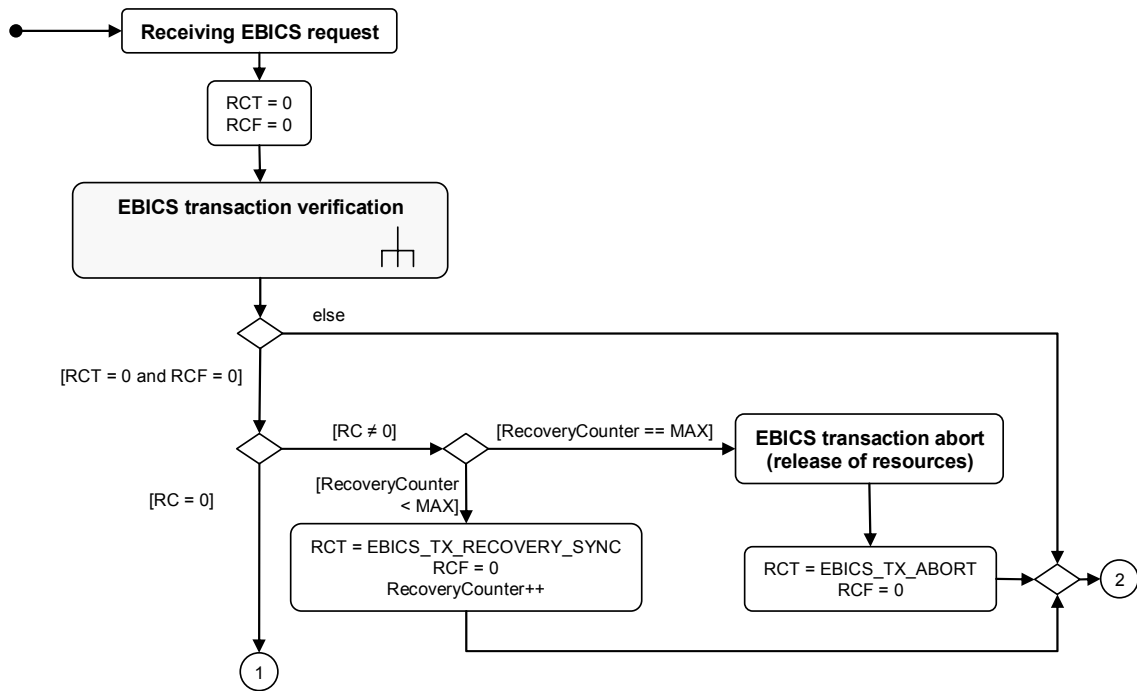 Receiving EBICS request
RCT = 0
RCF = 0
EBICS transaction verification
else
[RCT = 0 and RCF = 0]
[RC ≠ 0]
[RecoveryCounter == MAX]
EBICS transaction abort
(release of resources)
[RC = 0]
[RecoveryCounter
< MAX]
RCT = EBICS_TX_RECOVERY_SYNC
RCF = 0
RecoveryCounter++
RCT = EBICS_TX_ABORT
RCF = 0
2
1